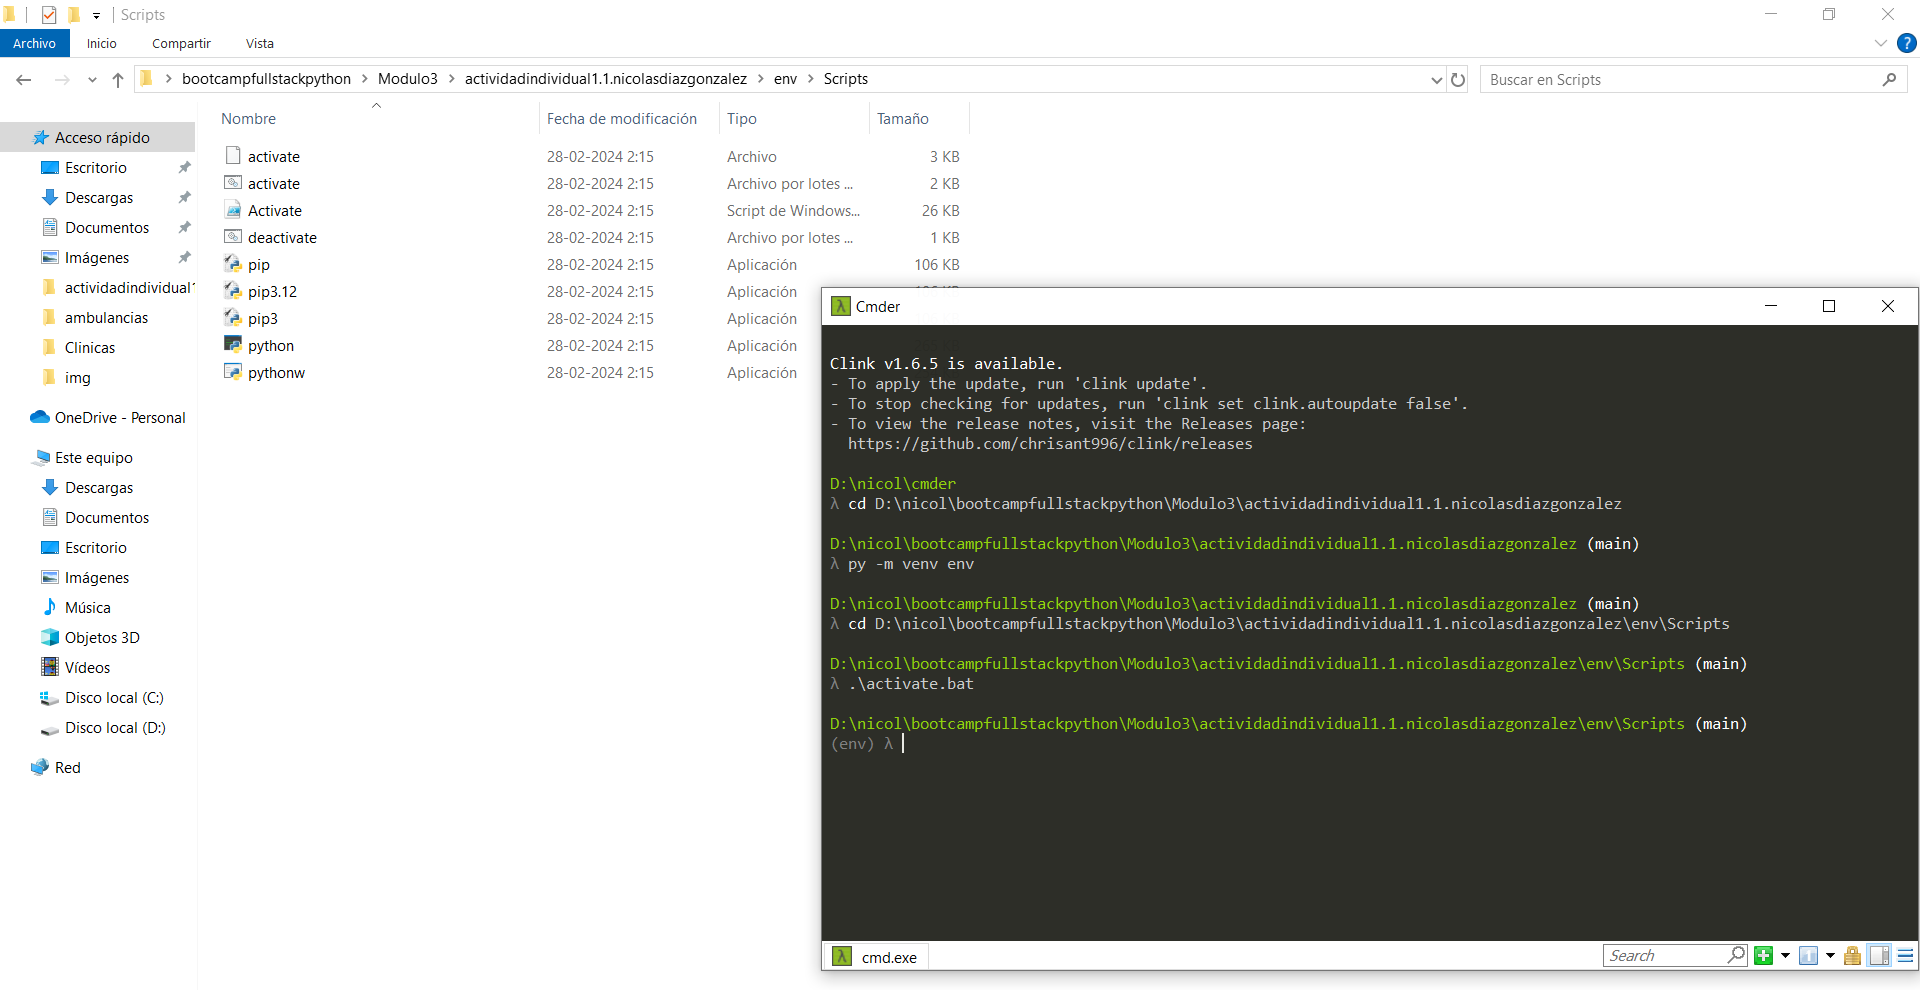 Scripts
Archivo Inicio Compartir Vista
bootcampfullstackpython > Modulo3 > actividadindividual1.1.nicolasdiazgonzalez > env > Scripts
Buscar en Scripts
Nombre Fecha de modificación Tipo Tamaño
activate 28-02-2024 2:15 Archivo 3 KB
activate 28-02-2024 2:15 Archivo por lotes ... 2 KB
Activate 28-02-2024 2:15 Script de Windows... 26 KB
deactivate 28-02-2024 2:15 Archivo por lotes ... 1 KB
pip 28-02-2024 2:15 Aplicación 106 KB
pip3.12 28-02-2024 2:15 Aplicación
pip3 28-02-2024 2:15 Aplicación
python 28-02-2024 2:15 Aplicación
pythonw 28-02-2024 2:15 Aplicación
Acceso rápido
Escritorio
Descargas
Documentos
Imágenes
actividadindividual1
ambulancias
Clinicas
img
OneDrive - Personal
Este equipo
Descargas
Documentos
Escritorio
Imágenes
Música
Objetos 3D
Vídeos
Disco local (C:)
Disco local (D:)
Red
Cmder
Clink v1.6.5 is available.
- To apply the update, run 'clink update'.
- To stop checking for updates, run 'clink set clink.autoupdate false'.
- To view the release notes, visit the Releases page:
https://github.com/chrisant996/clink/releases
D:\nicol\cmder
λ cd D:\nicol\bootcampfullstackpython\Modulo3\actividadindividual1.1.nicolasdiazgonzalez
D:\nicol\bootcampfullstackpython\Modulo3\actividadindividual1.1.nicolasdiazgonzalez (main)
λ py -m venv env
D:\nicol\bootcampfullstackpython\Modulo3\actividadindividual1.1.nicolasdiazgonzalez (main)
λ cd D:\nicol\bootcampfullstackpython\Modulo3\actividadindividual1.1.nicolasdiazgonzalez\env\Scripts
D:\nicol\bootcampfullstackpython\Modulo3\actividadindividual1.1.nicolasdiazgonzalez\env\Scripts (main)
λ .\activate.bat
D:\nicol\bootcampfullstackpython\Modulo3\actividadindividual1.1.nicolasdiazgonzalez\env\Scripts (main)
(env) λ
cmd.exe
Search